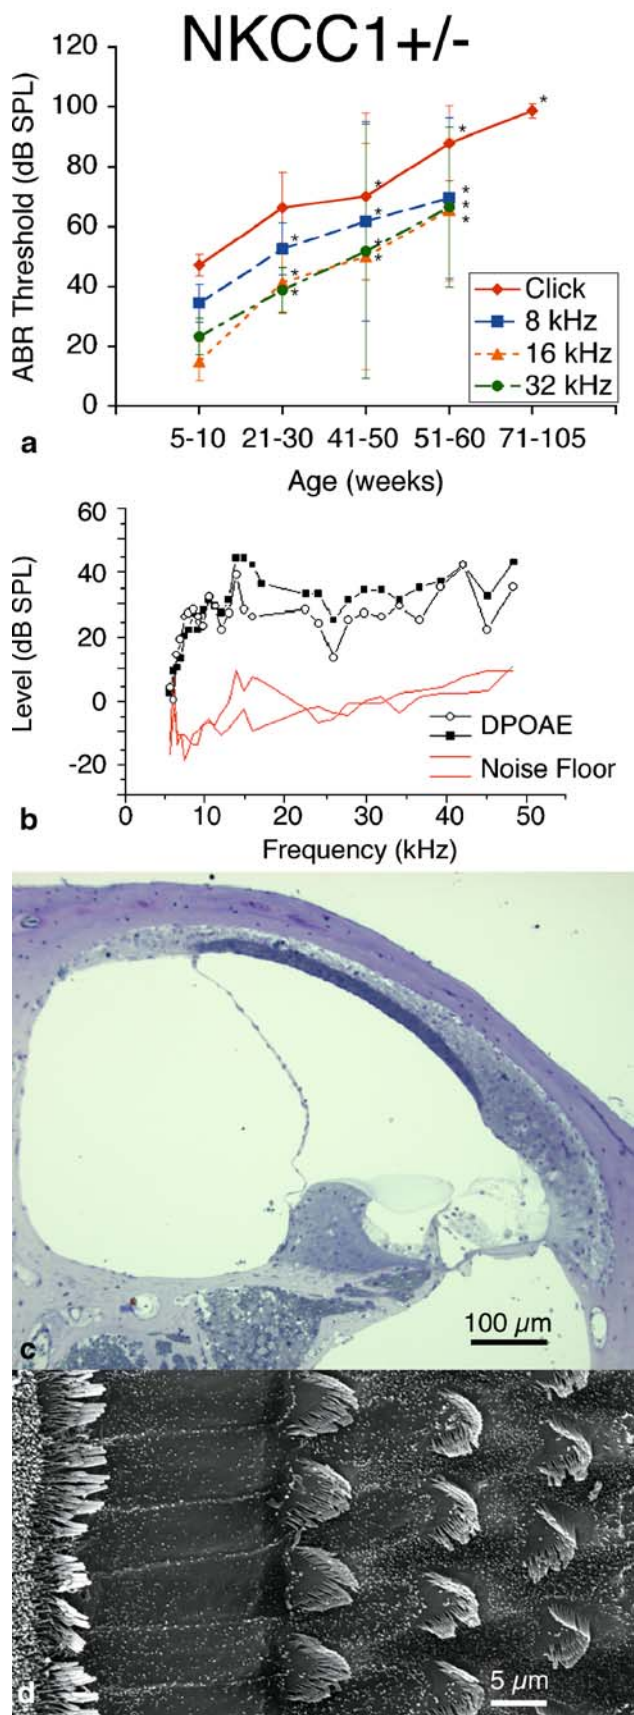 NKCC1+/-
120
100
80
60
40
20
0
ABR Threshold (dB SPL)
Click
8 kHz
16 kHz
32 kHz
5-10 21-30 41-50 51-60 71-105
Age (weeks)
a
60
40
20
0
-20
Level (dB SPL)
DPOAE
Noise Floor
0 10 20 30 40 50
Frequency (kHz)
b
100 µm
c
5 µm
d